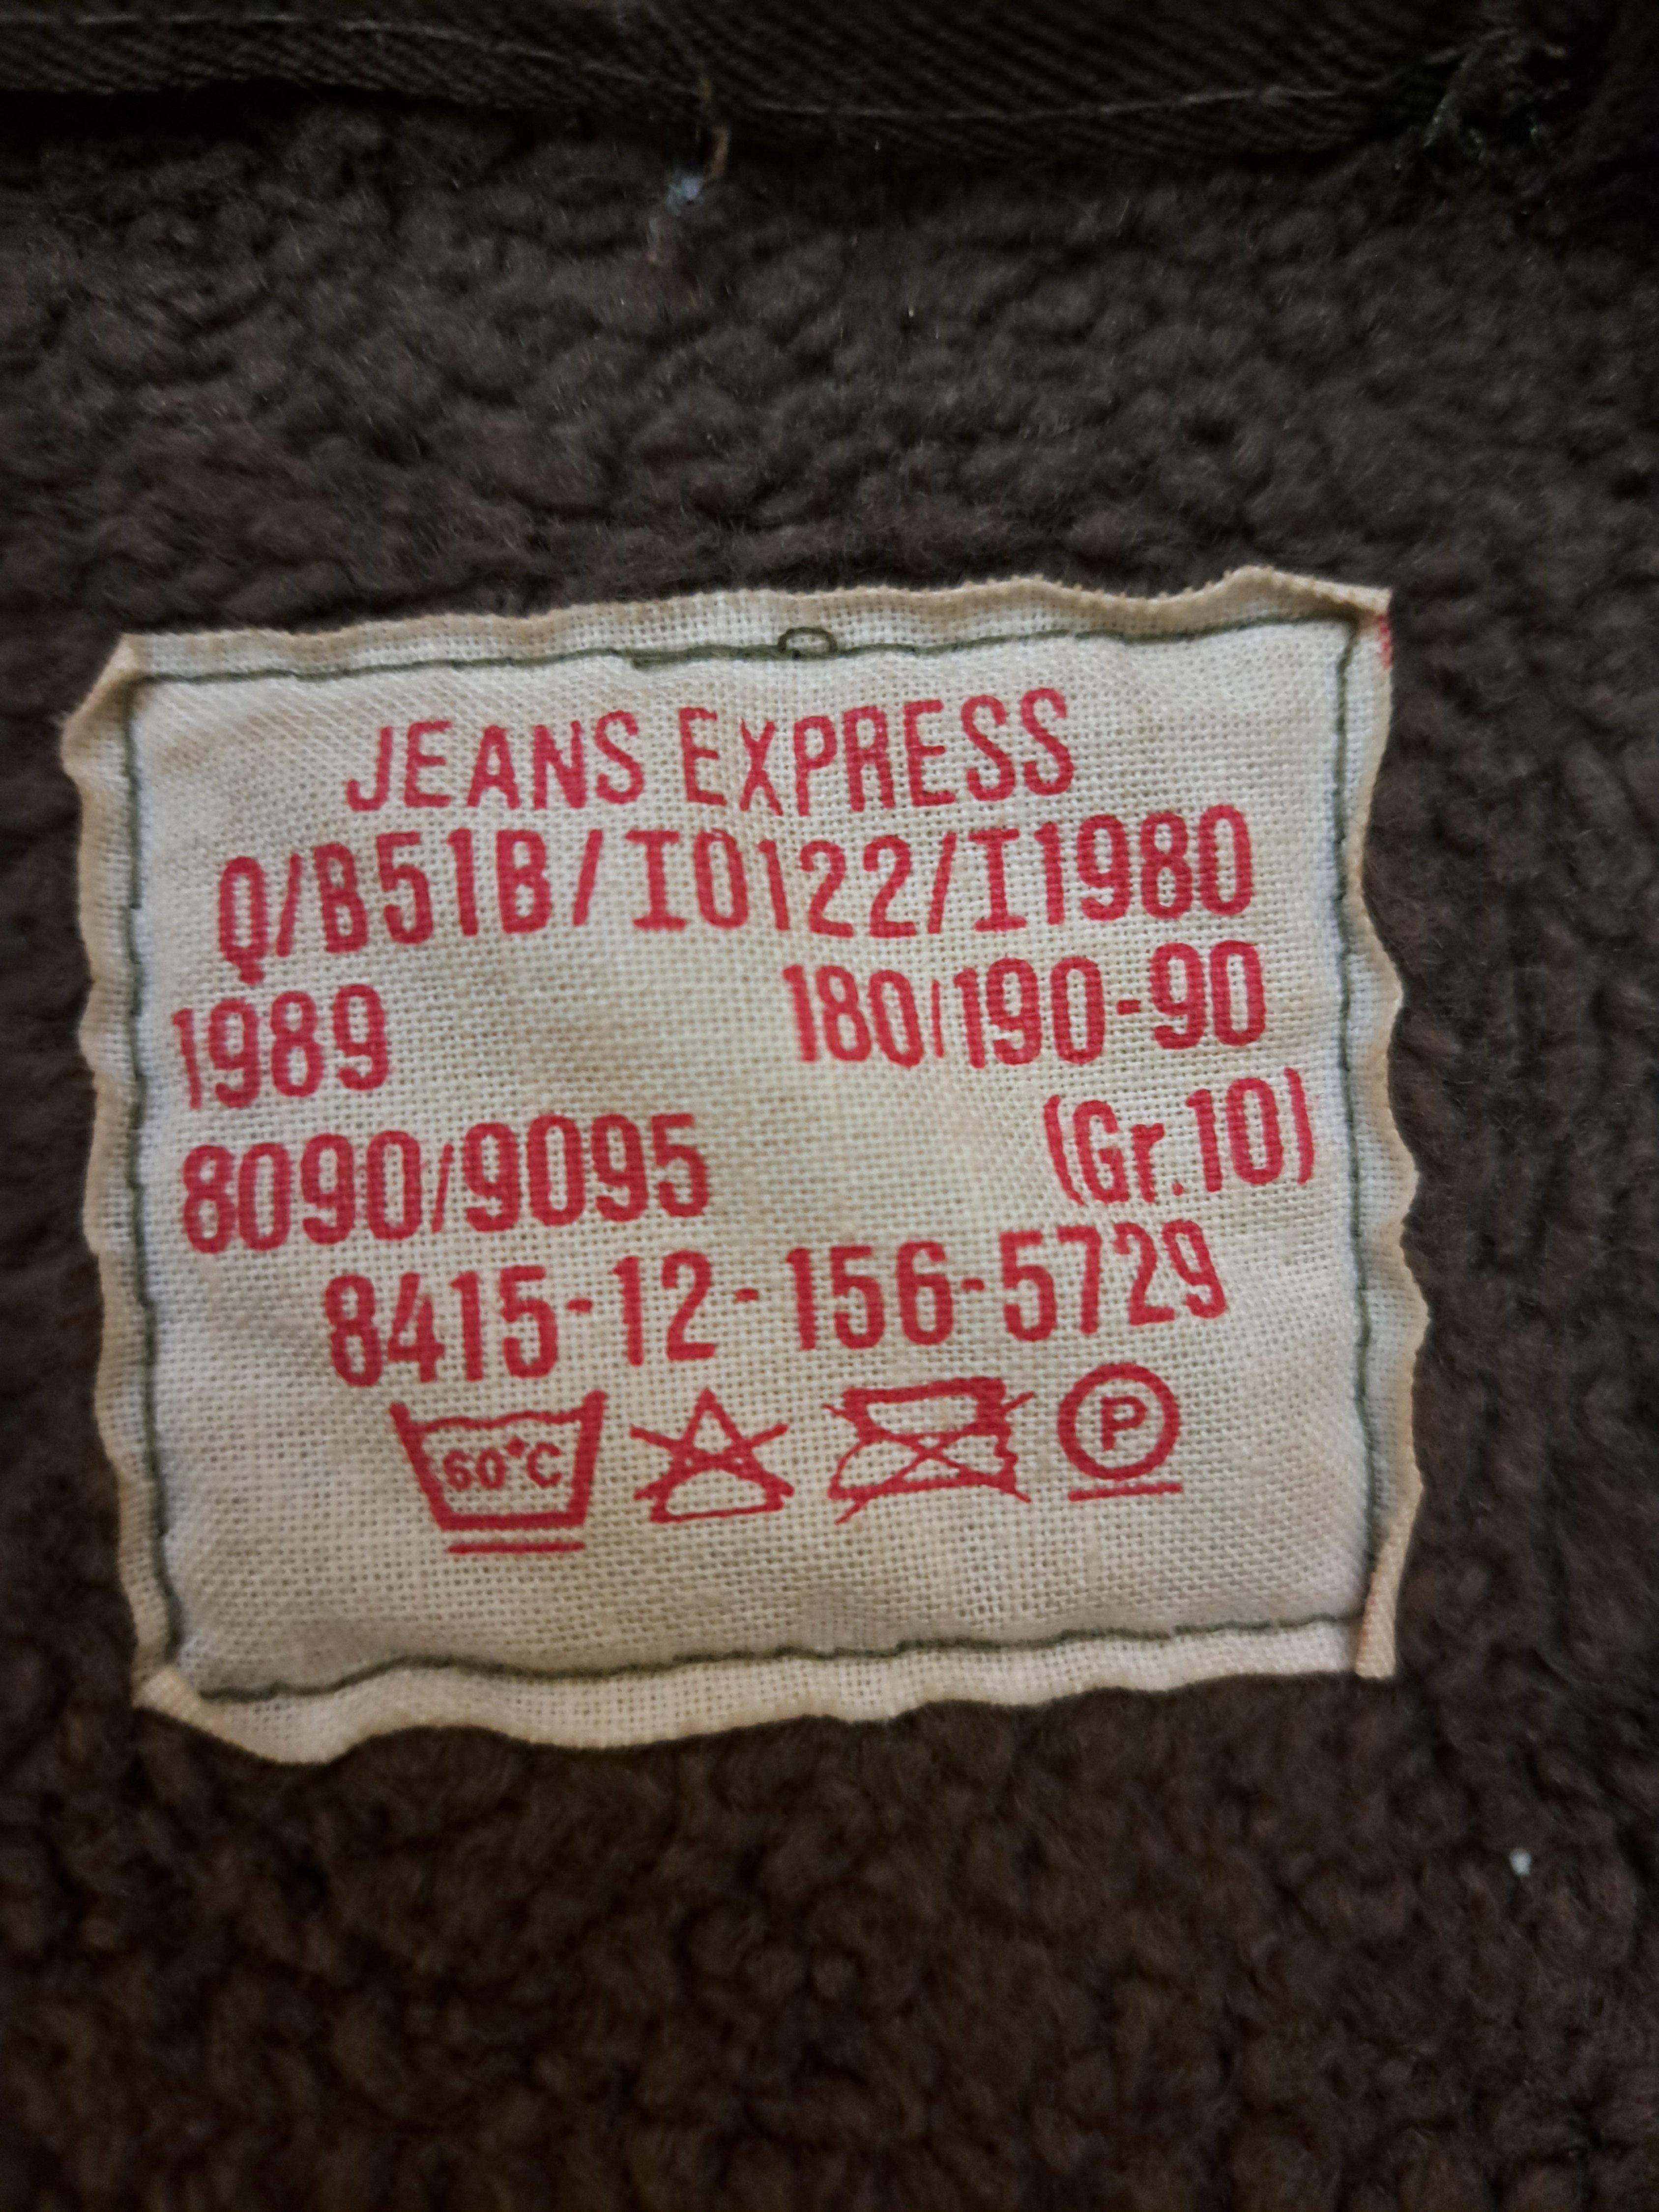 JEANS EXPRESS
Q/B51B/I0122/I1980
1989 180/190-90
8090/9095 (Gr.10)
8415-12-156-5729
60°C P